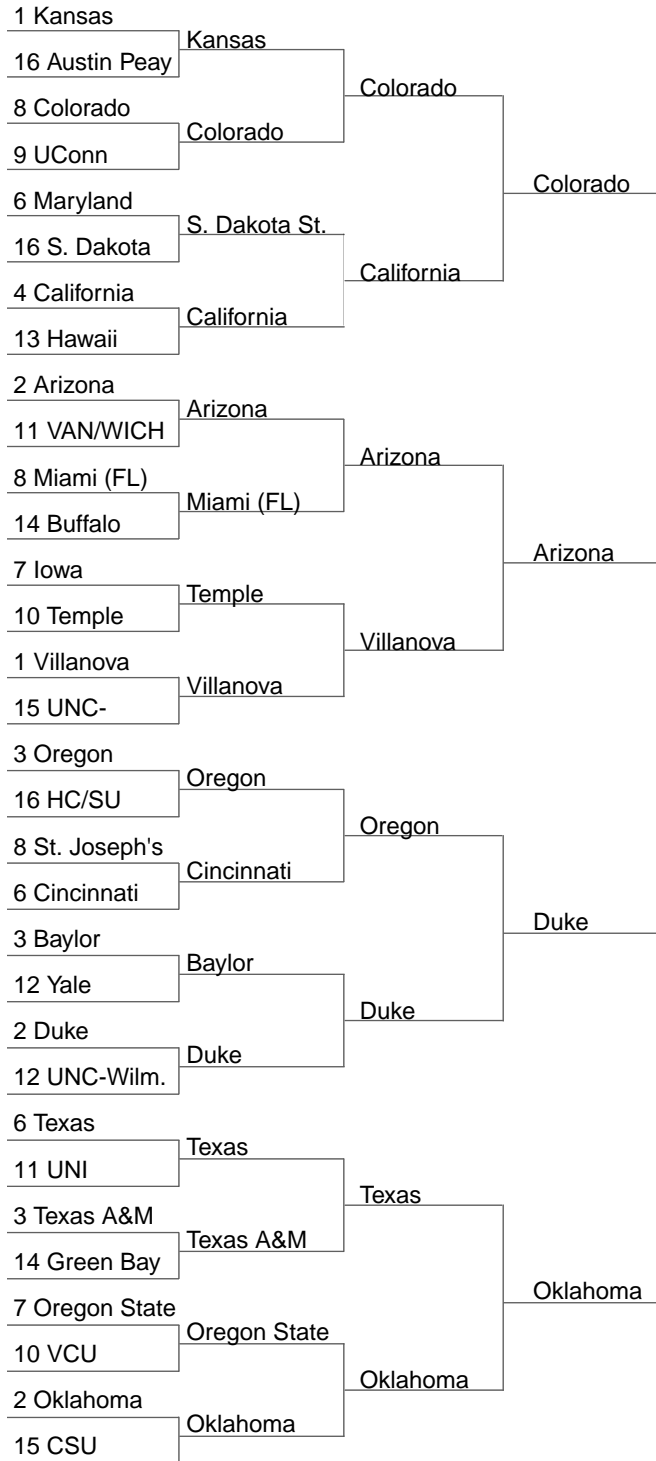 1 Kansas
Kansas
16 Austin Peay
Colorado
8 Colorado
Colorado
9 UConn
Colorado
6 Maryland
S. Dakota St.
16 S. Dakota
California
4 California
California
13 Hawaii
2 Arizona
Arizona
11 VAN/WICH
Arizona
8 Miami (FL)
Miami (FL)
14 Buffalo
Arizona
7 Iowa
Temple
10 Temple
Villanova
1 Villanova
Villanova
15 UNC-
3 Oregon
Oregon
16 HC/SU
Oregon
8 St. Joseph's
Cincinnati
6 Cincinnati
Duke
3 Baylor
Baylor
12 Yale
Duke
2 Duke
Duke
12 UNC-Wilm.
6 Texas
Texas
11 UNI
Texas
3 Texas A&M
Texas A&M
14 Green Bay
Oklahoma
7 Oregon State
Oregon State
10 VCU
Oklahoma
2 Oklahoma
Oklahoma
15 CSU